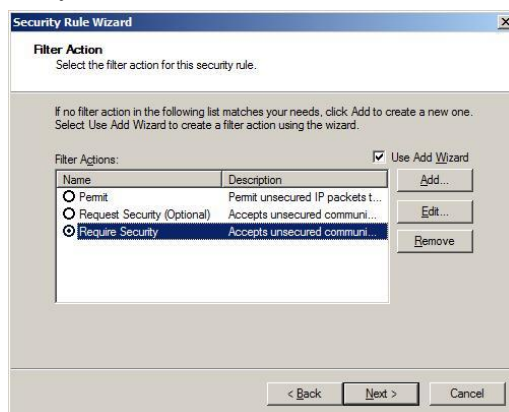 Security Rule Wizard
Filter Action
Select the filter action for this security rule.
If no filter action in the following list matches your needs, click Add to create a new one.
Select Use Add Wizard to create a filter action using the wizard.
Filter Actions: Use Add Wizard
Name Description Add...
Permit Permit unsecured IP packets t...
Request Security (Optional) Accepts unsecured communi... Edit...
Require Security Accepts unsecured communi... Remove
< Back Next > Cancel